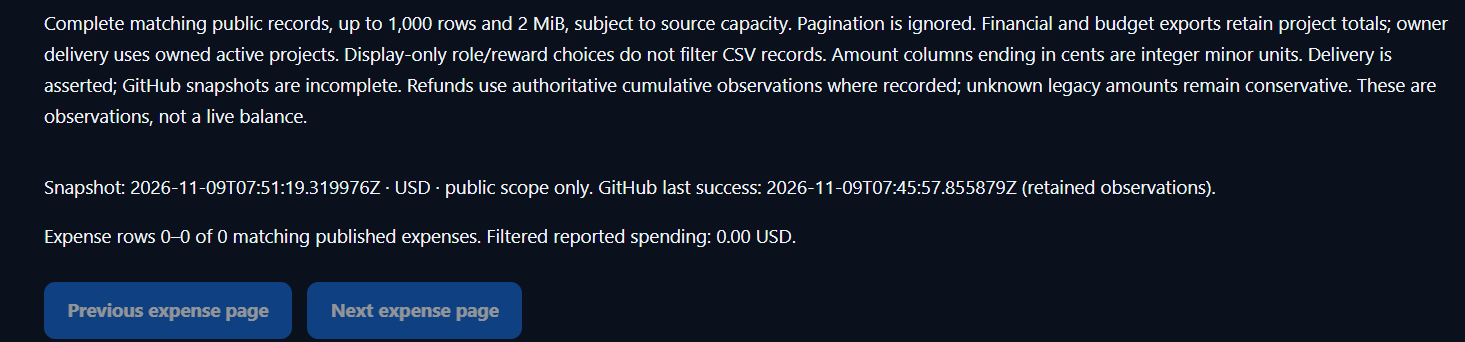 Complete matching public records, up to 1,000 rows and 2 MiB, subject to source capacity. Pagination is ignored. Financial and budget exports retain project totals; owner
delivery uses owned active projects. Display-only role/reward choices do not filter CSV records. Amount columns ending in cents are integer minor units. Delivery is
asserted; GitHub snapshots are incomplete. Refunds use authoritative cumulative observations where recorded; unknown legacy amounts remain conservative. These are
observations, not a live balance.
Snapshot: 2026-11-09T07:51:19.319976Z · USD · public scope only. GitHub last success: 2026-11-09T07:45:57.855879Z (retained observations).
Expense rows 0–0 of 0 matching published expenses. Filtered reported spending: 0.00 USD.
Previous expense page
Next expense page